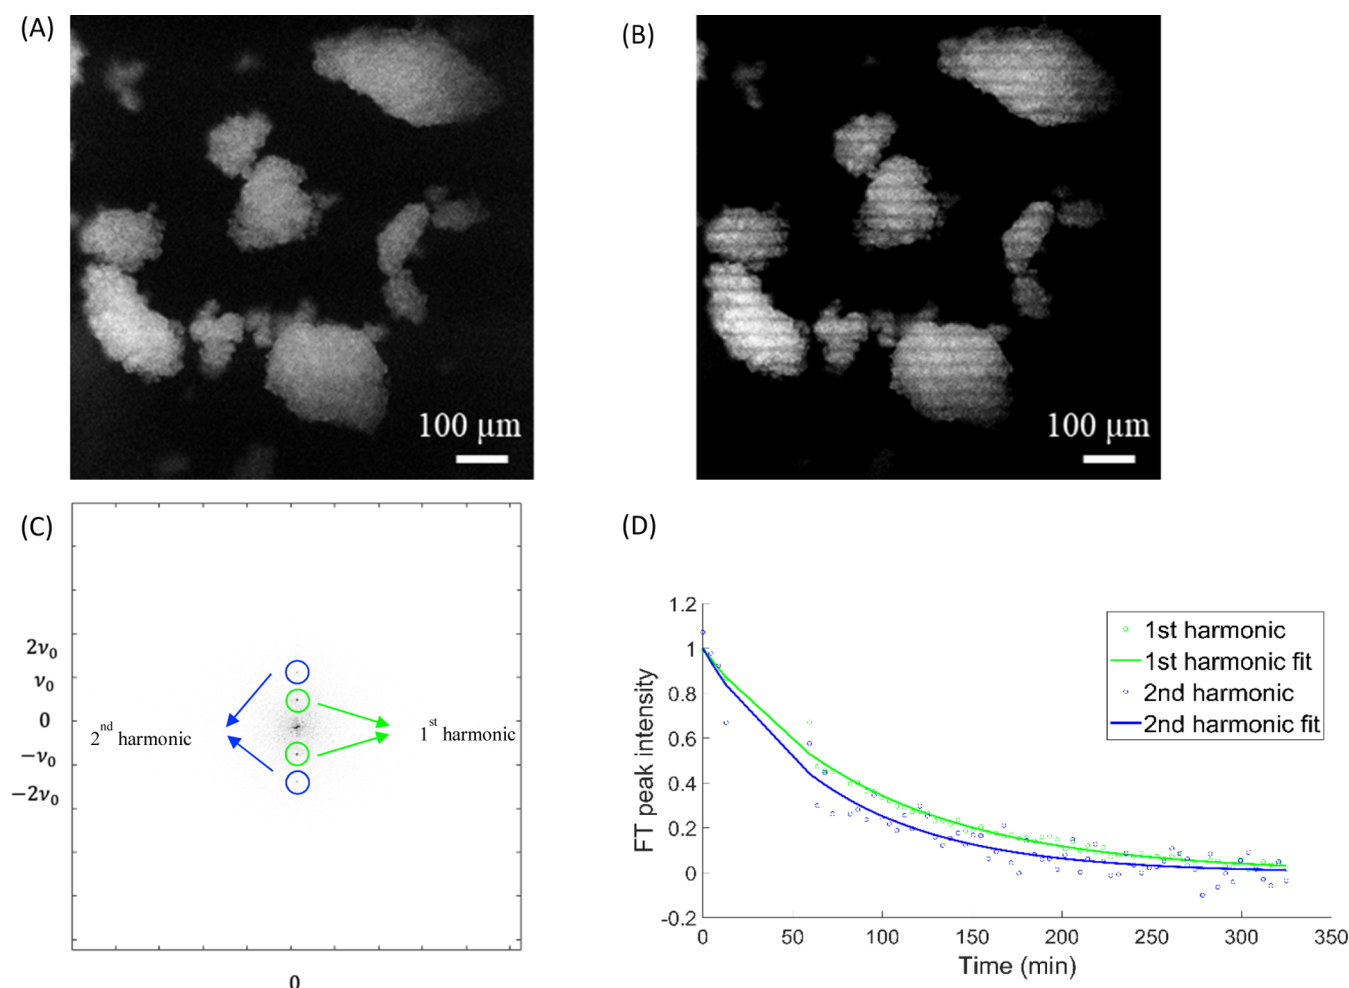 (A)
100 μm
(B)
100 μm
(C)
2ν₀
ν₀
0
−ν₀
−2ν₀
2nd harmonic
1st harmonic
0
(D)
FT peak intensity
1.2
1
0.8
0.6
0.4
0.2
0
-0.2
0 50 100 150 200 250 300 350
Time (min)
1st harmonic
1st harmonic fit
2nd harmonic
2nd harmonic fit